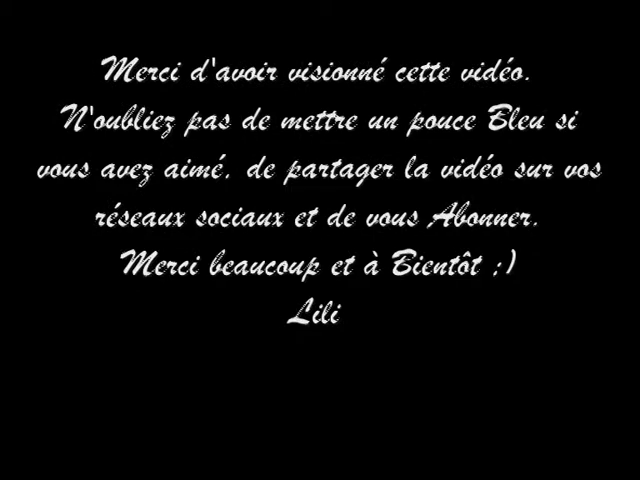 Merci d'avoir visionné cette vidéo.
N'oubliez pas de mettre un pouce Bleu si
vous avez aimé, de partager la vidéo sur vos
réseaux sociaux et de vous Abonner.
Merci beaucoup et à Bientôt ;)
Lili